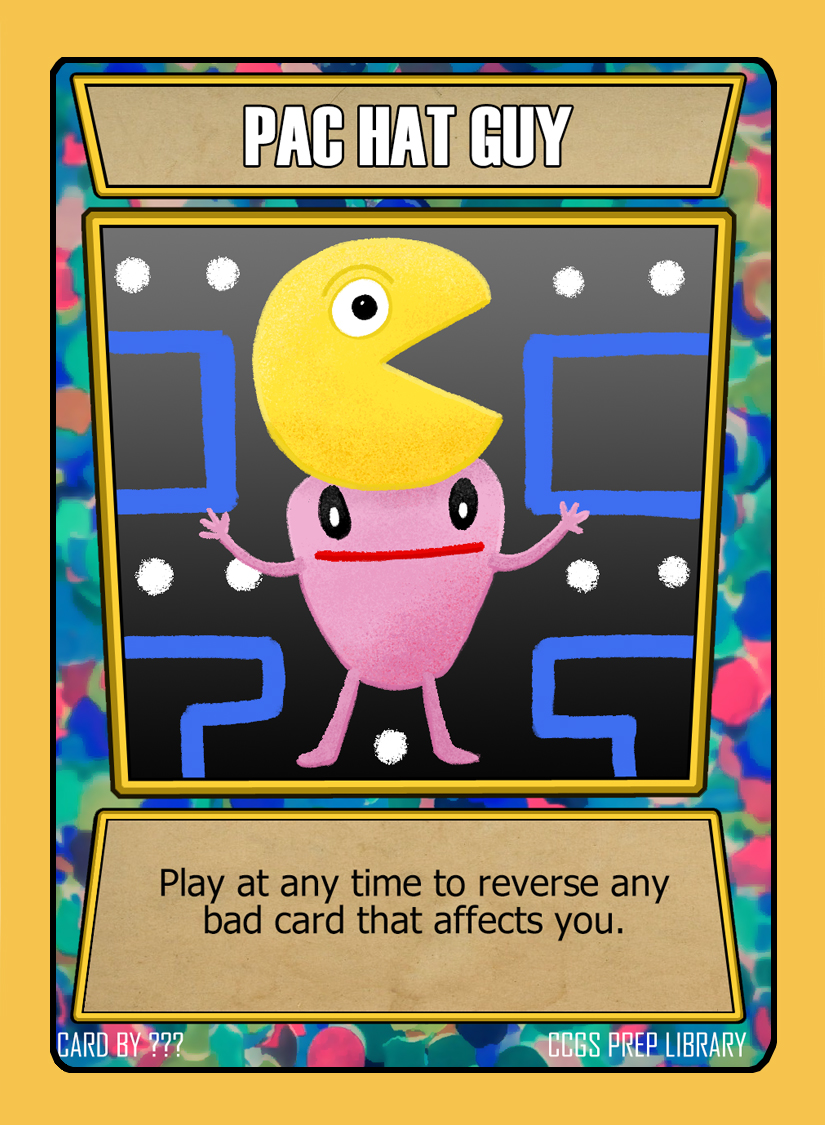 PAC HAT GUY
Play at any time to reverse any
bad card that affects you.
CARD BY ???
CCGS PREP LIBRARY